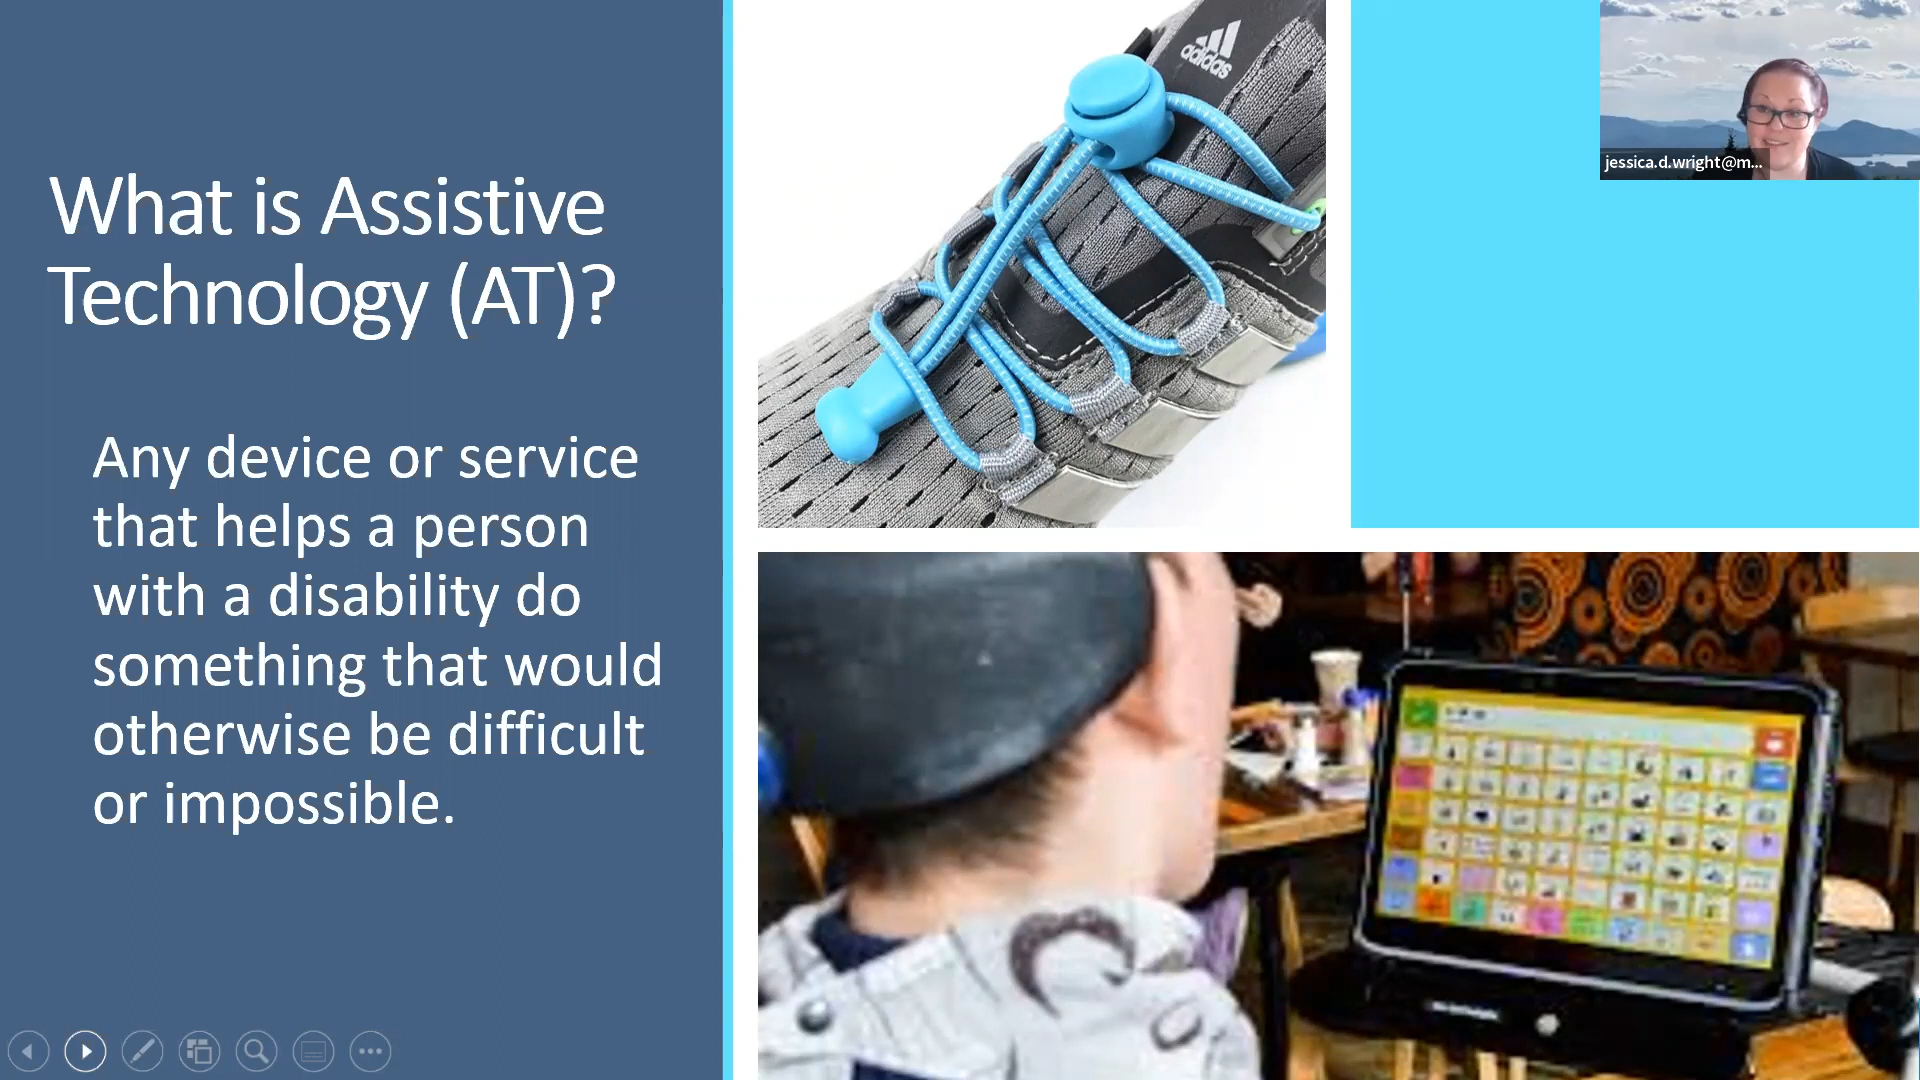 What is Assistive
Technology (AT)?
Any device or service
that helps a person
with a disability do
something that would
otherwise be difficult
or impossible.
adidas
jessica.d.wright@m...